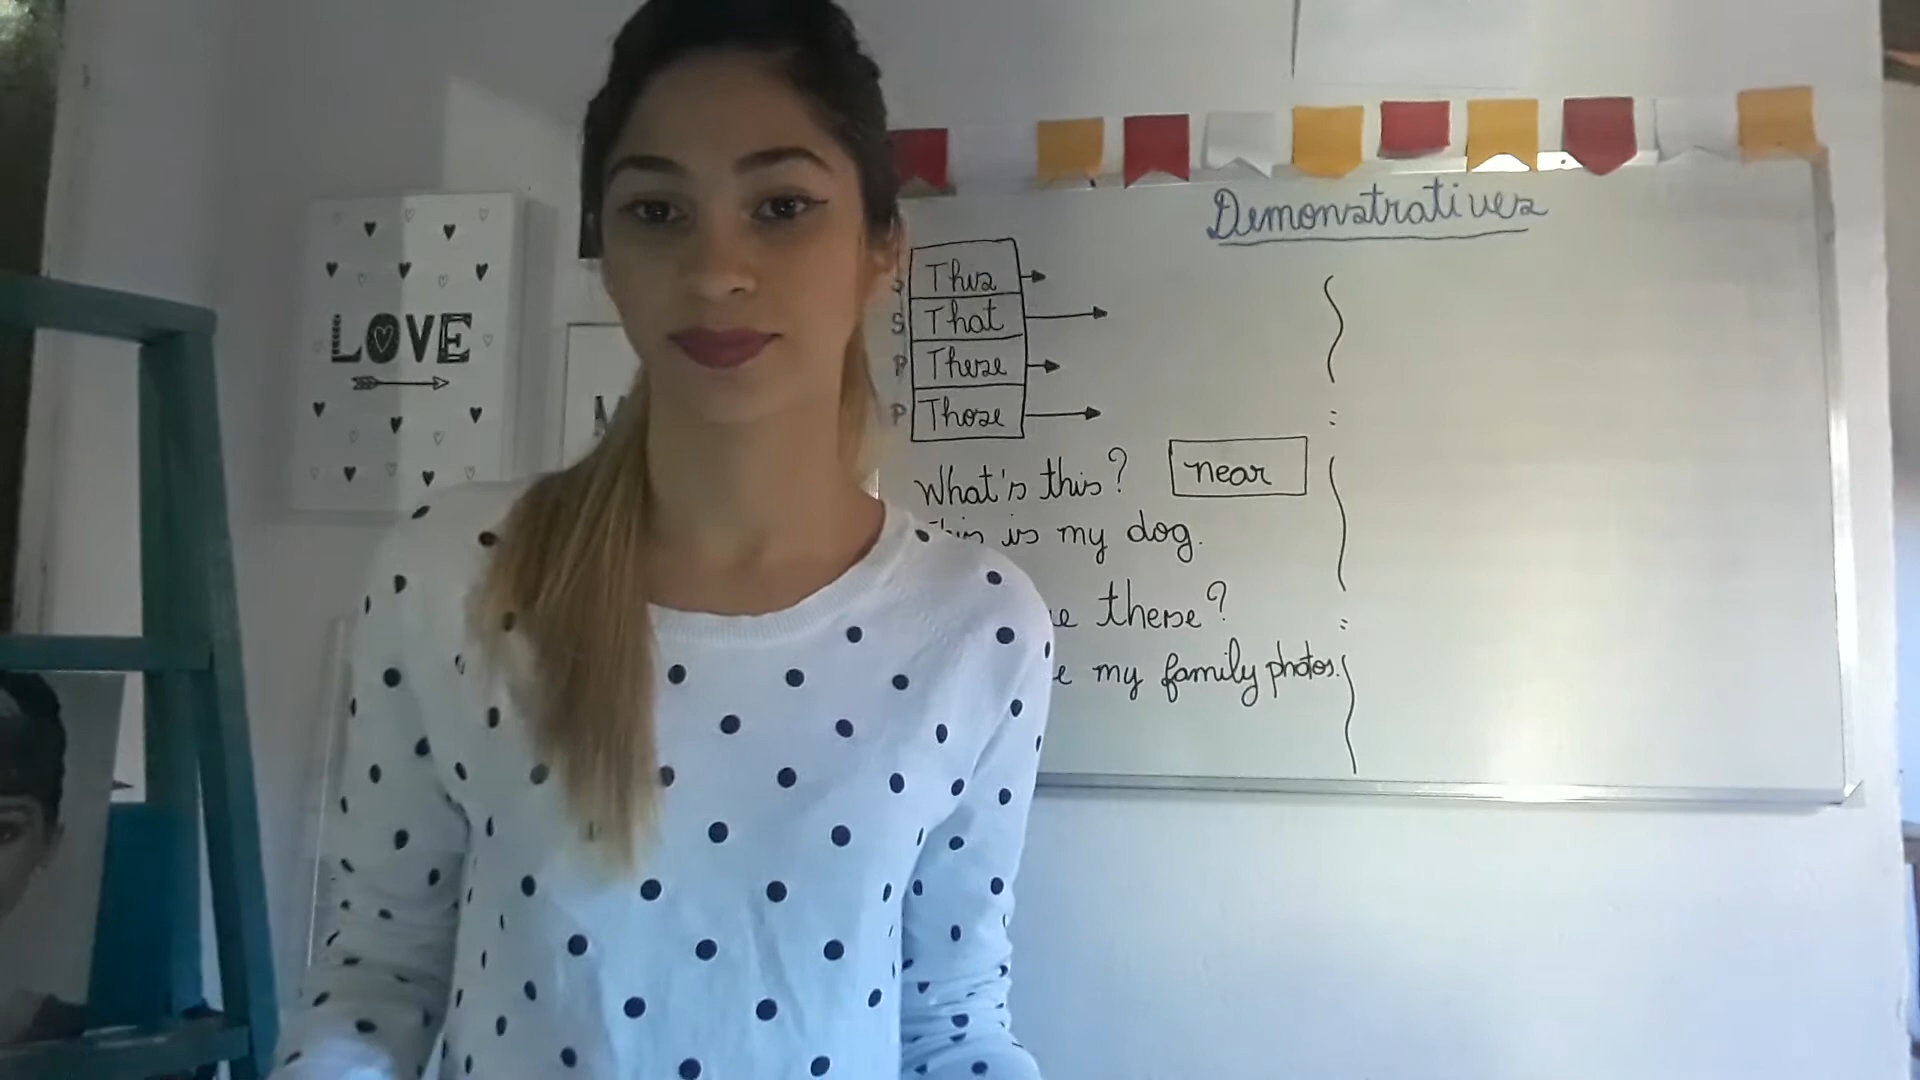 LOVE
Demonstratives
S This
S That
P These
P Those
What's this?
near
is my dog.
these?
my family photos.